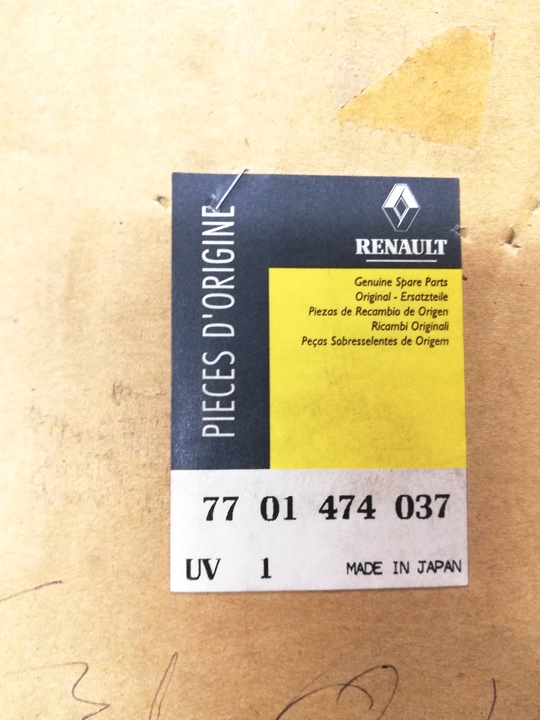 PIECES D'ORIGINE
RENAULT
Genuine Spare Parts
Original - Ersatzteile
Piezas de Recambio de Origen
Ricambi Originali
Peças Sobresselentes de Origem
77 01 474 037
UV 1 MADE IN JAPAN